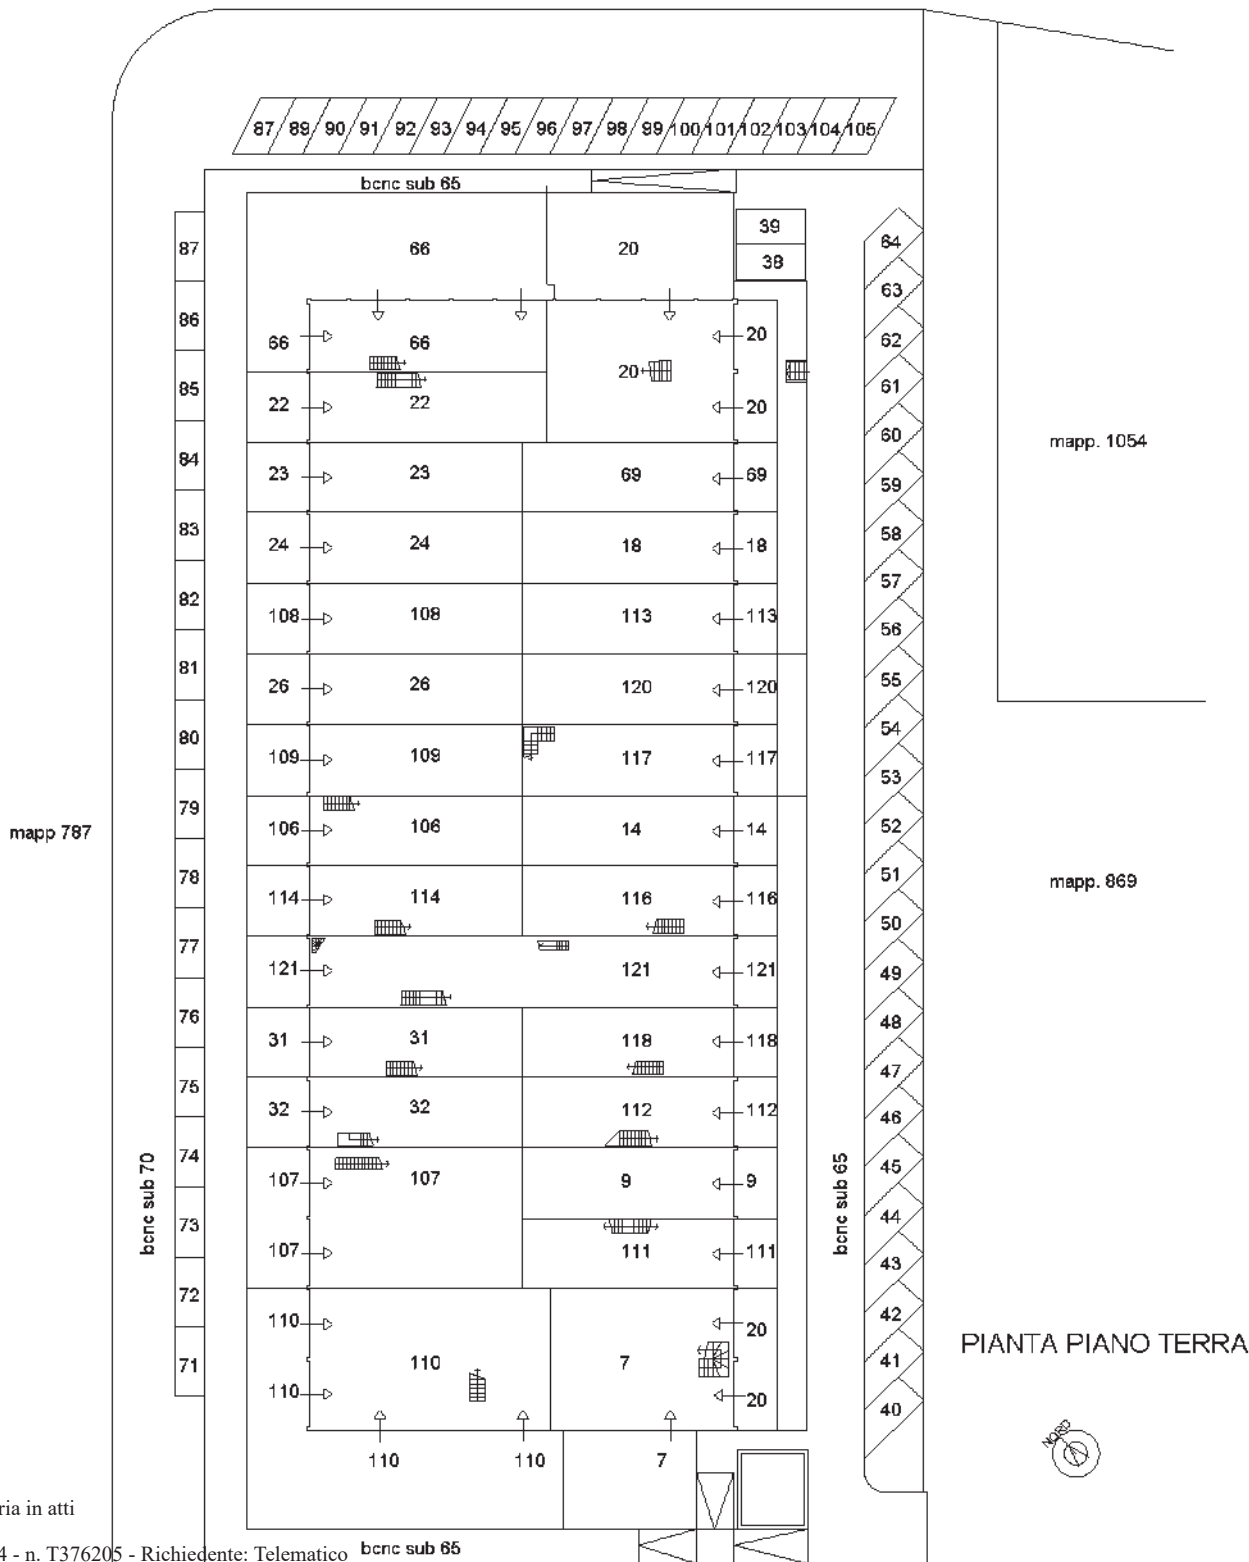 87 89 90 91 92 93 94 95 96 97 98 99 100 101 102 103 104 105
bcnc sub 65
87 66 20 39 64
38
63
86 66 66 20 62
20
85 22 22 20 61
60
mapp. 1054
84 23 23 69 69
59
83 24 24 18 18 58
57
82 108 108 113 113 56
81 26 26 120 120 55
54
80 109 109 117 117
53
79 106 106 14 14 52
mapp 787
51
78 114 114 116 116
mapp. 869
50
77 121 121 121 49
76 31 31 118 118 48
47
75 32 32 112 112 46
74 107 107 9 9 45
bcnc sub 70
bcnc sub 65
44
73 107 111 111 43
72 110 20 42
PIANTA PIANO TERRA
71 110 7 41
110 20 40
NORD
110 110 7
ria in atti
4 - n. T376205 - Richiedente: Telematico
bcnc sub 65